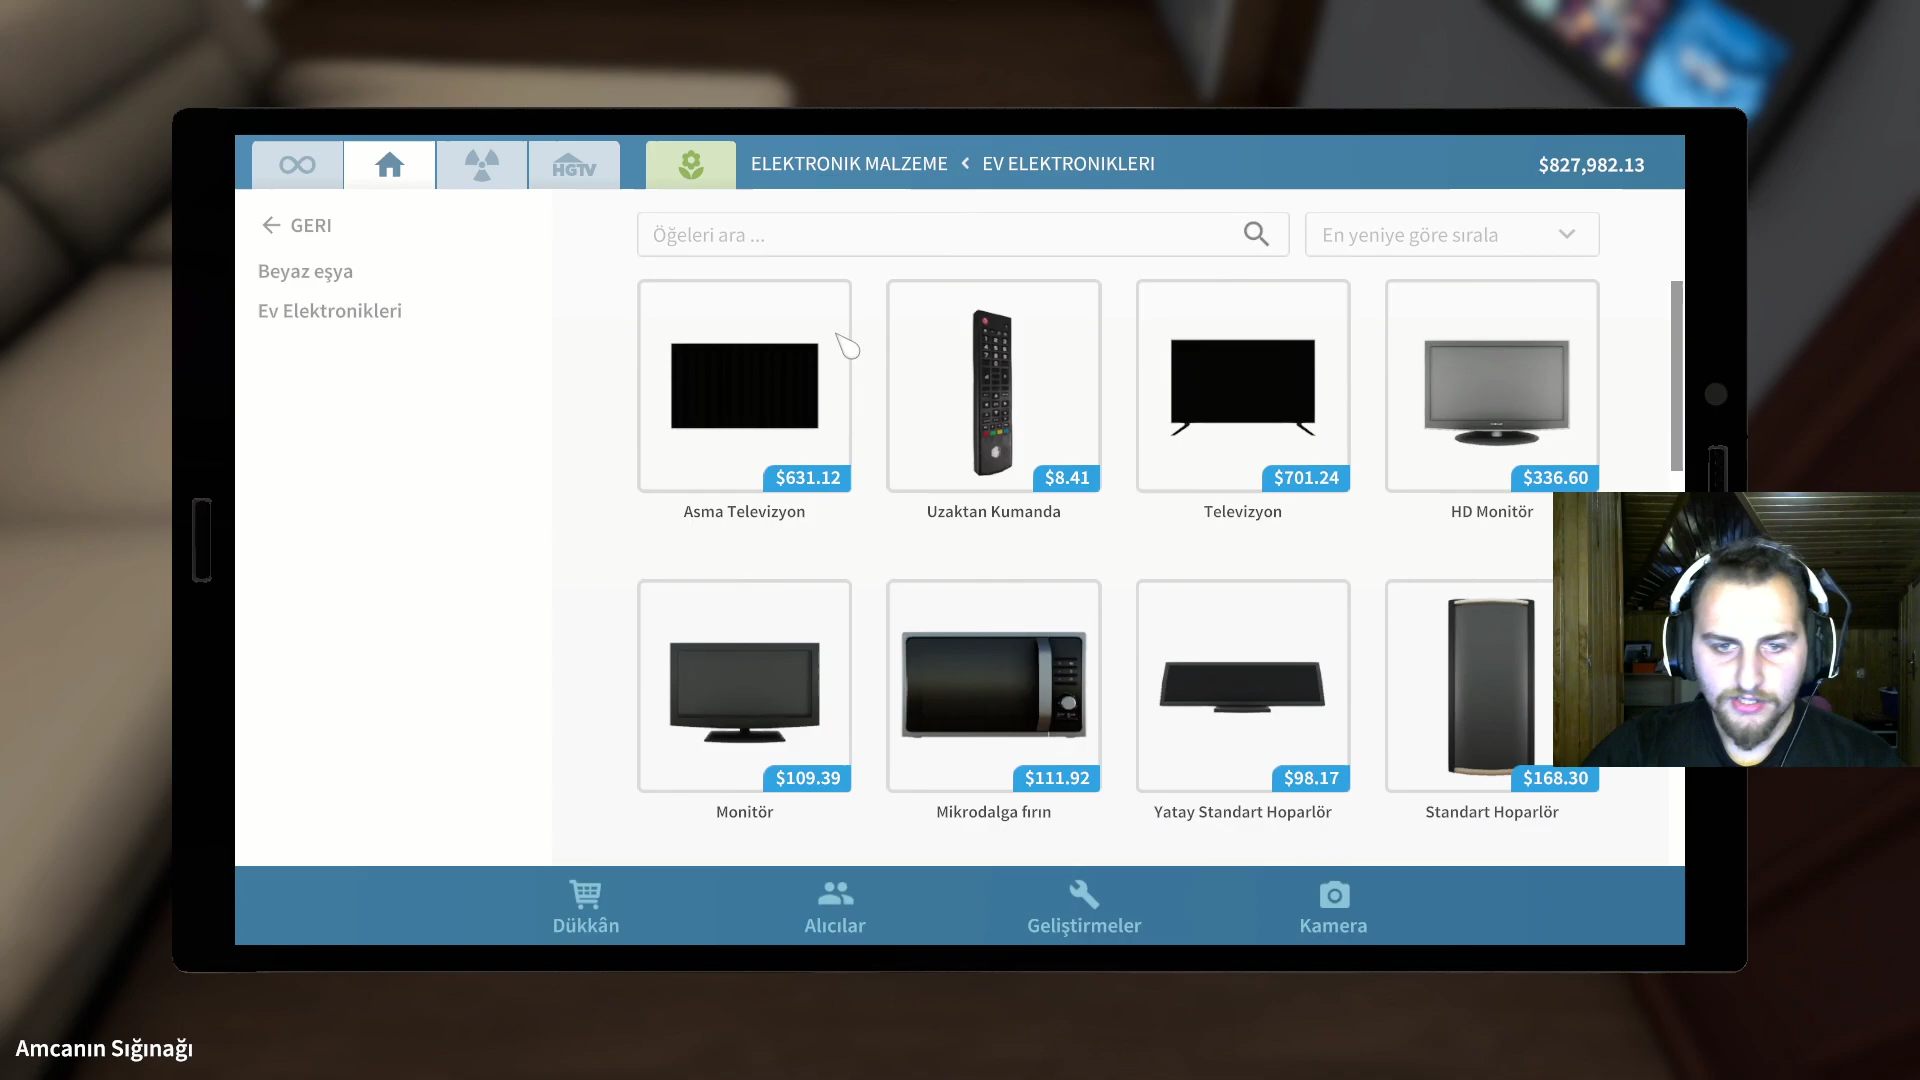 HGTV
ELEKTRONIK MALZEME < EV ELEKTRONIKLERI
$827,982.13
GERI
Beyaz eşya
Ev Elektronikleri
Öğeleri ara ...
En yeniye göre sırala
$631.12
$8.41
$701.24
$336.60
Asma Televizyon
Uzaktan Kumanda
Televizyon
HD Monitör
$109.39
$111.92
$98.17
$168.30
Monitör
Mikrodalga fırın
Yatay Standart Hoparlör
Standart Hoparlör
Dükkân
Alıcılar
Geliştirmeler
Kamera
Amcanın Sığınağı